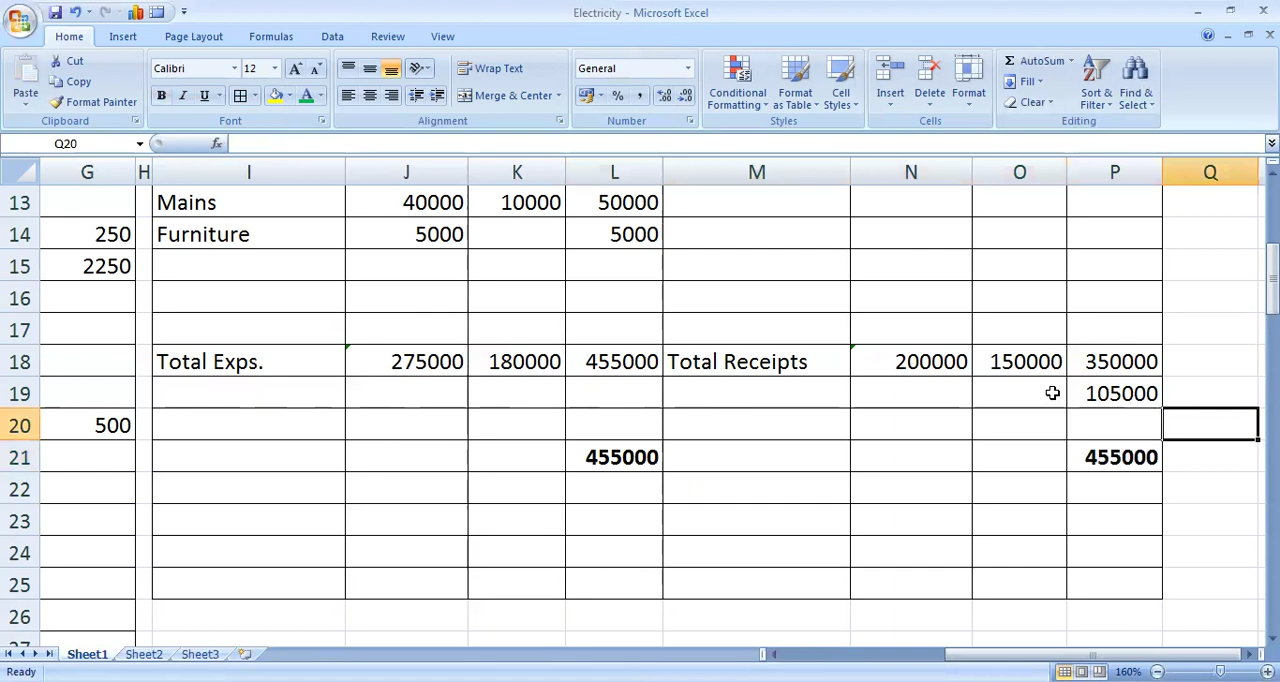 Electricity - Microsoft Excel
Home Insert Page Layout Formulas Data Review View
Paste Cut Copy Format Painter Clipboard
Calibri 12 A A B I U A Font
Wrap Text Merge & Center Alignment
General % , Number
Conditional Formatting Format as Table Cell Styles Styles
Insert Delete Format Cells
Σ AutoSum Fill Clear Sort & Filter Find & Select Editing
Q20 fx
G H I J K L M N O P Q
13 Mains 40000 10000 50000
14 250 Furniture 5000 5000
15 2250
16
17
18 Total Exps. 275000 180000 455000 Total Receipts 200000 150000 350000
19 105000
20 500
21 455000 455000
22
23
24
25
26
27
Sheet1 Sheet2 Sheet3
Ready 160%